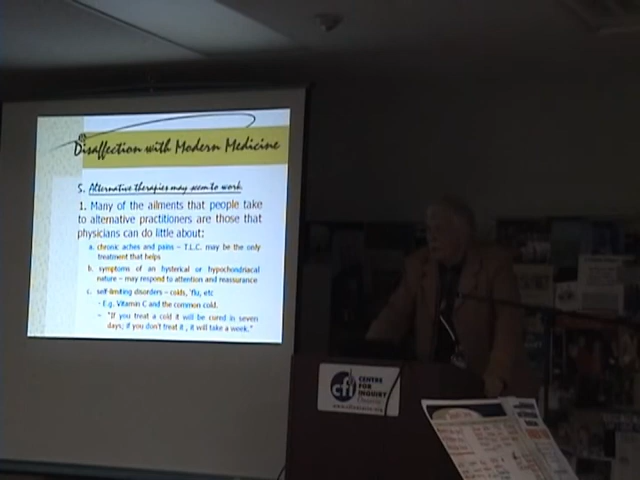 Disaffection with Modern Medicine
5. Alternative therapies may seem to work.
1. Many of the ailments that people take
to alternative practitioners are those that
physicians can do little about:
a. chronic aches and pains – T.L.C. may be the only
treatment that helps
b. symptoms of an hysterical or hypochondriacal
nature – may respond to attention and reassurance
c. self-limiting disorders – colds, 'flu, etc
- E.g. Vitamin C and the common cold.
- "If you treat a cold it will be cured in seven
days; if you don't treat it , it will take a week."
cfi CENTRE
FOR
INQUIRY